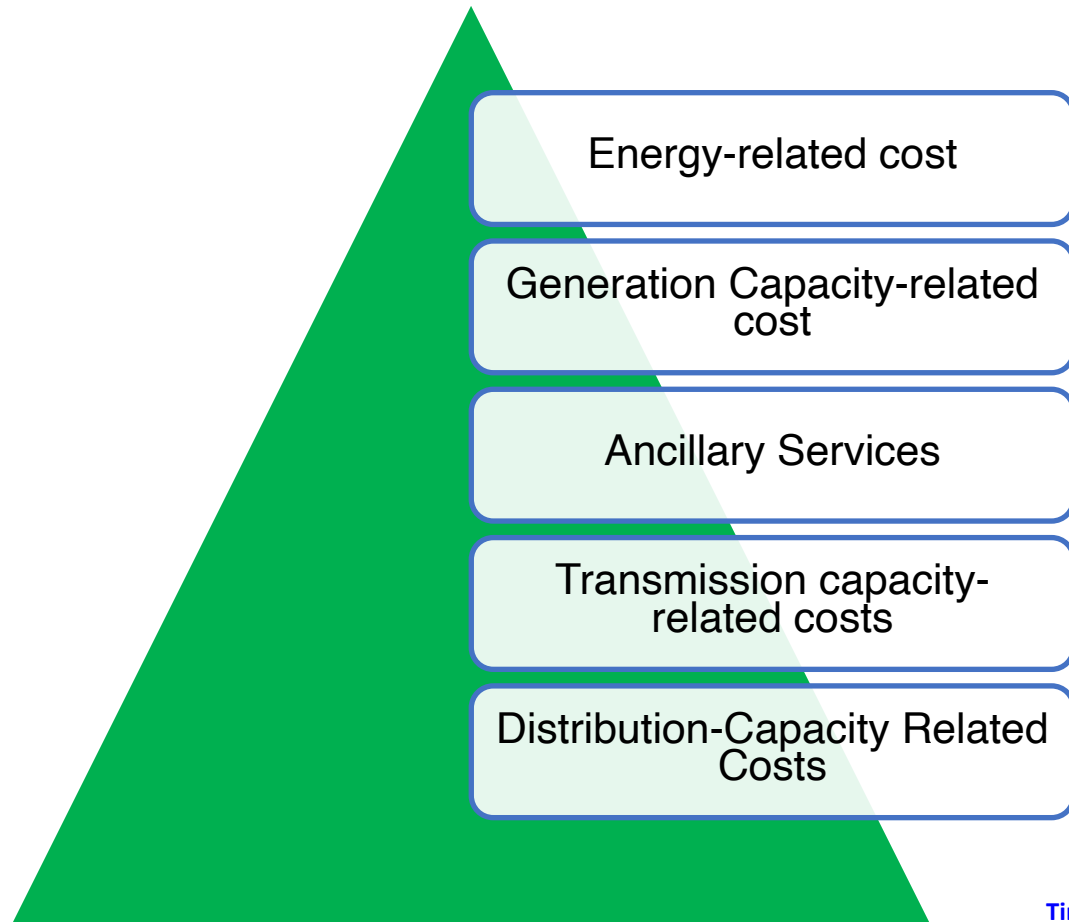 Energy-related cost
Generation Capacity-related
cost
Ancillary Services
Transmission capacity-
related costs
Distribution-Capacity Related
Costs